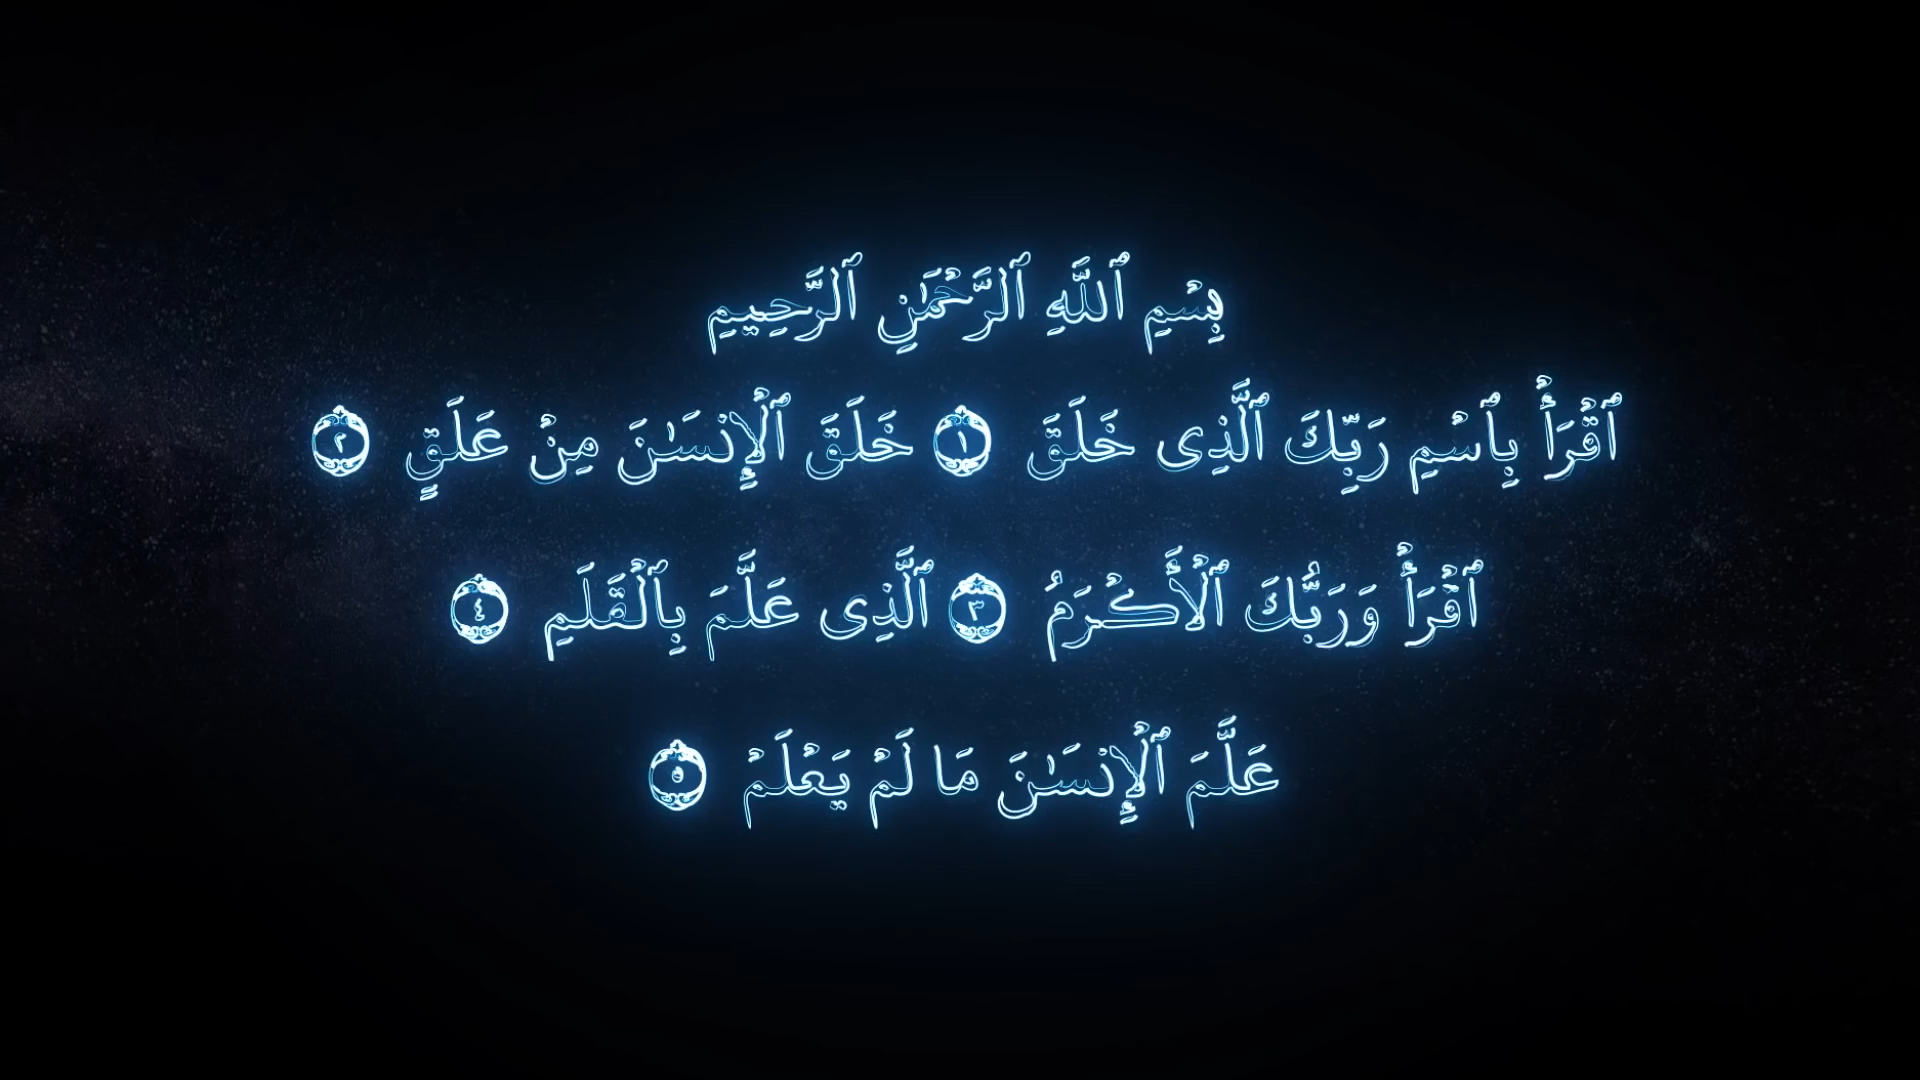 بِسْمِ ٱللَّهِ ٱلرَّحْمَٰنِ ٱلرَّحِيمِ
ٱقْرَأْ بِٱسْمِ رَبِّكَ ٱلَّذِى خَلَقَ ١ خَلَقَ ٱلْإِنسَـٰنَ مِنْ عَلَقٍ ٢
ٱقْرَأْ وَرَبُّكَ ٱلْأَكْرَمُ ٣ ٱلَّذِى عَلَّمَ بِٱلْقَلَمِ ٤
عَلَّمَ ٱلْإِنسَـٰنَ مَا لَمْ يَعْلَمْ ٥